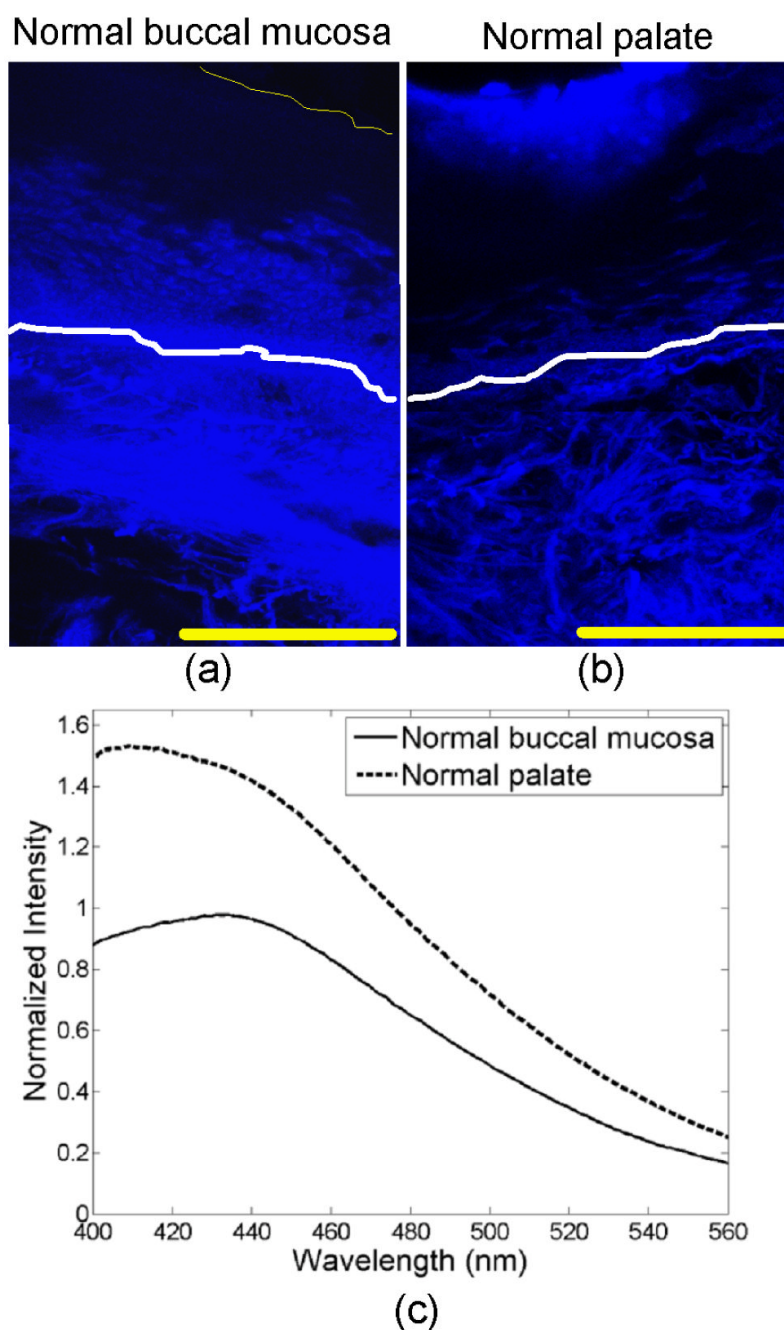 Normal buccal mucosa
Normal palate
(a)
(b)
1.6
1.4
1.2
1
0.8
0.6
0.4
0.2
0
Normalized Intensity
Normal buccal mucosa
Normal palate
400 420 440 460 480 500 520 540 560
Wavelength (nm)
(c)